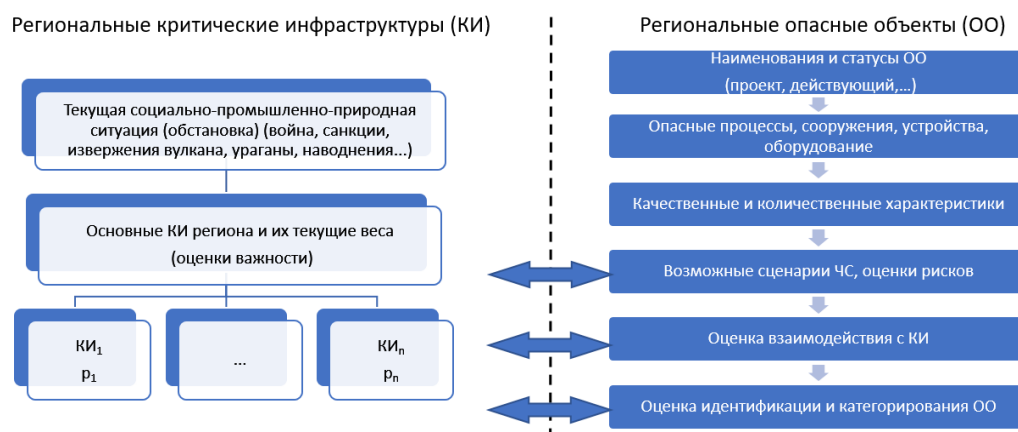 Региональные критические инфраструктуры (КИ)
Текущая социально-промышленно-природная
ситуация (обстановка) (война, санкции,
извержения вулкана, ураганы, наводнения...)
Основные КИ региона и их текущие веса
(оценки важности)
КИ₁
p₁
...
КИₙ
pₙ
Региональные опасные объекты (ОО)
Наименования и статусы ОО
(проект, действующий,...)
Опасные процессы, сооружения, устройства,
оборудование
Качественные и количественные характеристики
Возможные сценарии ЧС, оценки рисков
Оценка взаимодействия с КИ
Оценка идентификации и категорирования ОО